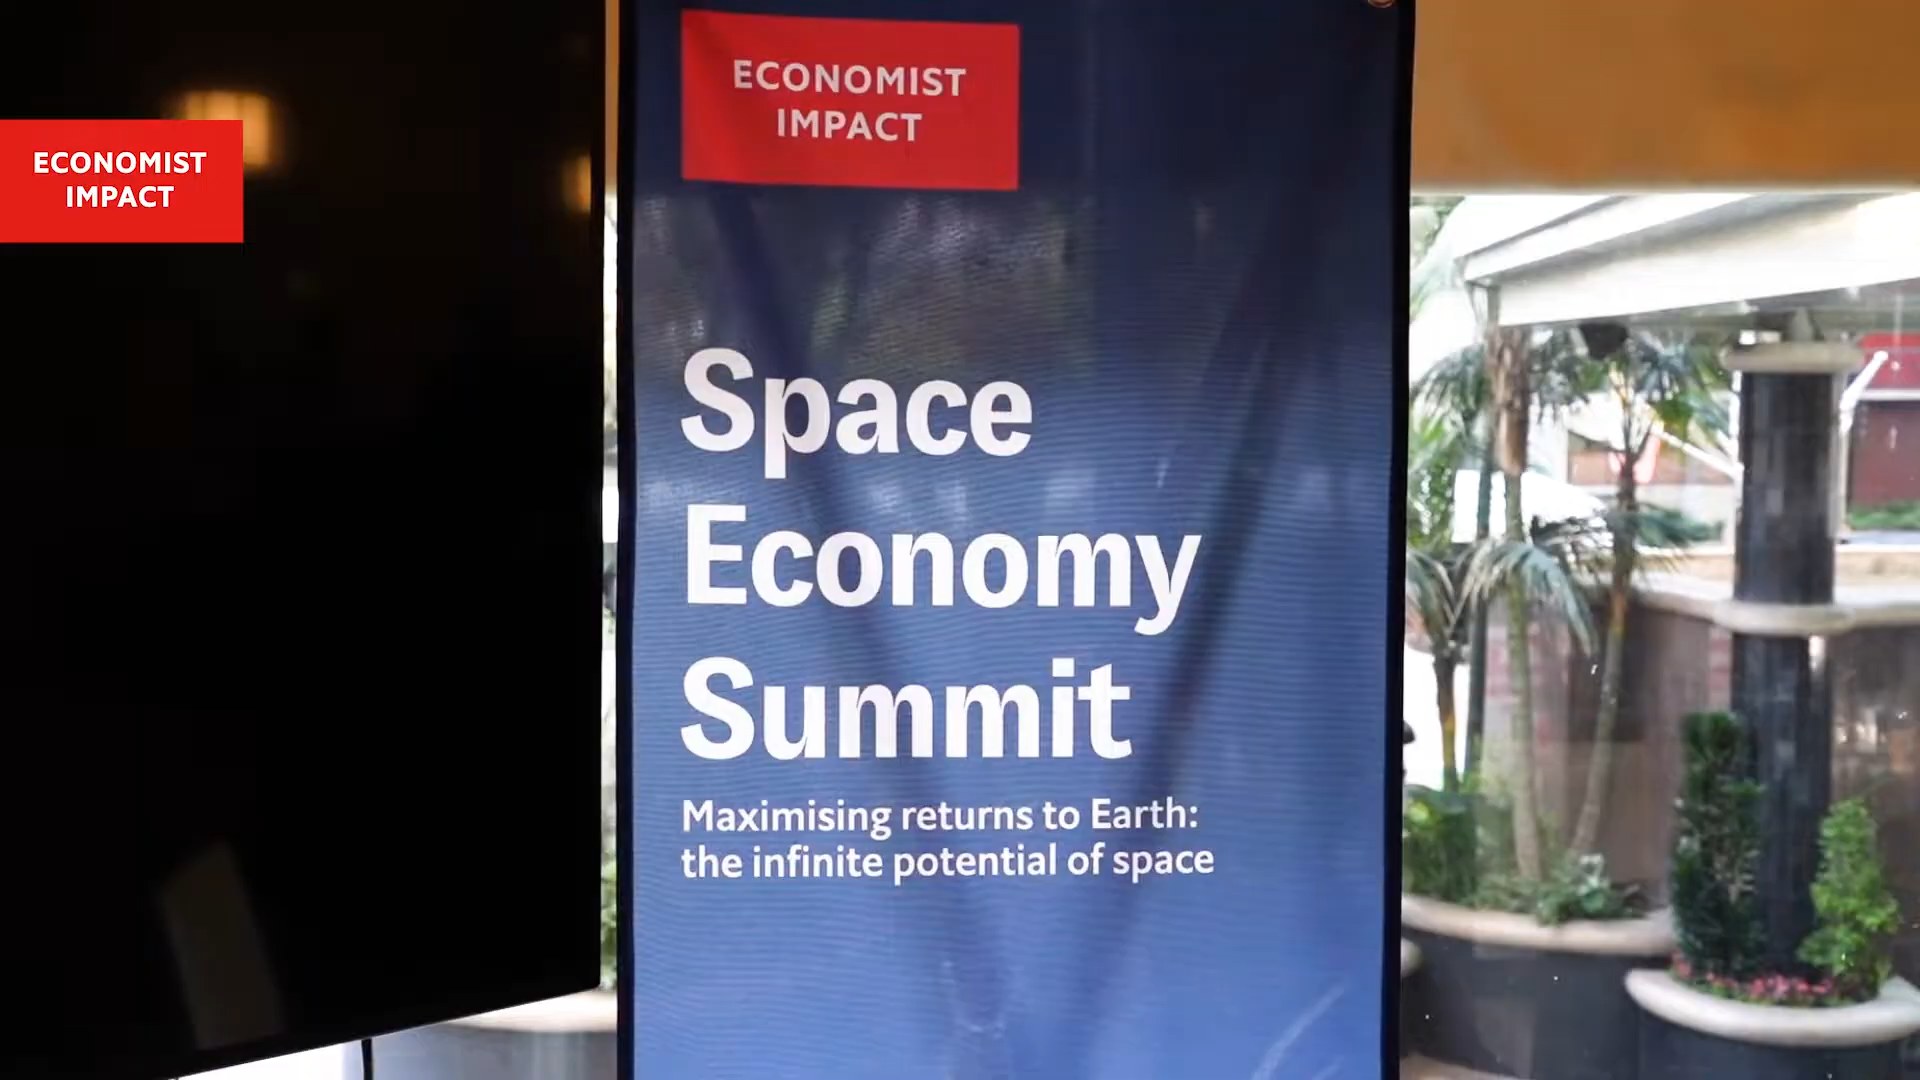 ECONOMIST
IMPACT
ECONOMIST
IMPACT
Space
Economy
Summit
Maximising returns to Earth:
the infinite potential of space